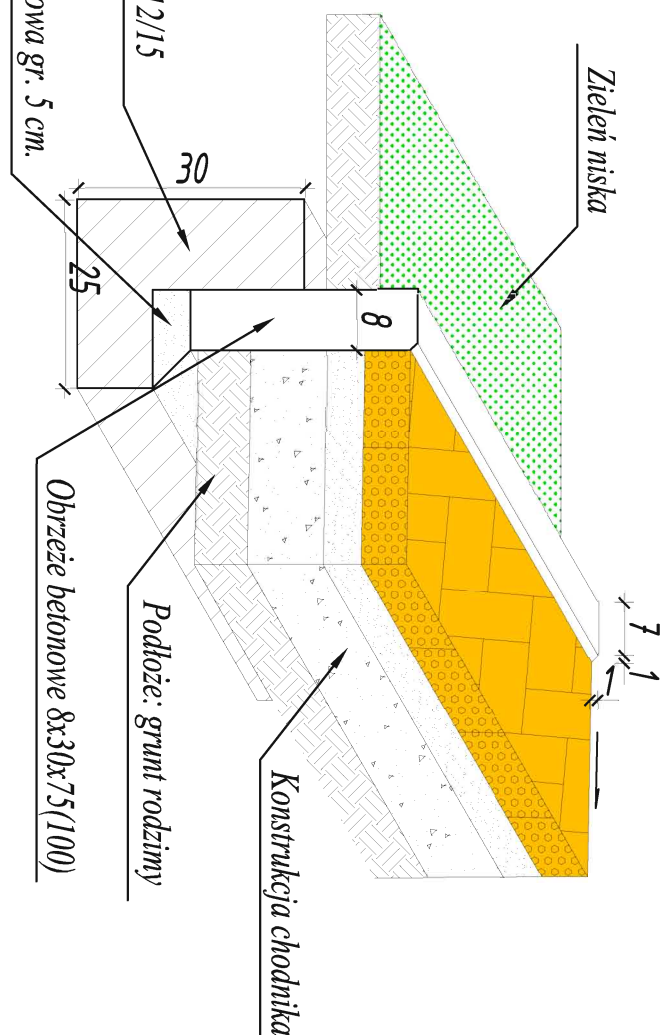 Zieleń niska
12/15
owa gr. 5 cm.
30
25
8
7
1
1
Konstrukcja chodnika
Podłoże: grunt rodzimy
Obrzeże betonowe 8x30x75(100)